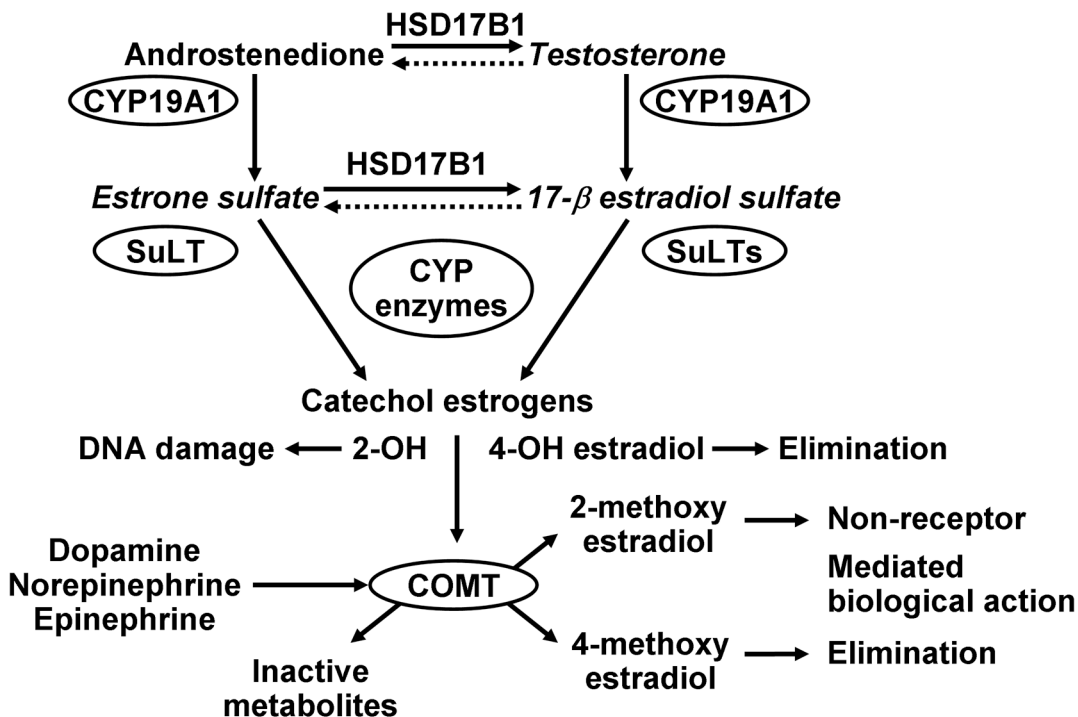 HSD17B1
Androstenedione
Testosterone
CYP19A1
CYP19A1
HSD17B1
Estrone sulfate
17-β estradiol sulfate
SuLT
SuLTs
CYP
enzymes
Catechol estrogens
DNA damage
2-OH
4-OH estradiol
Elimination
2-methoxy
estradiol
Non-receptor
Mediated
biological action
Dopamine
Norepinephrine
Epinephrine
COMT
4-methoxy
estradiol
Elimination
Inactive
metabolites